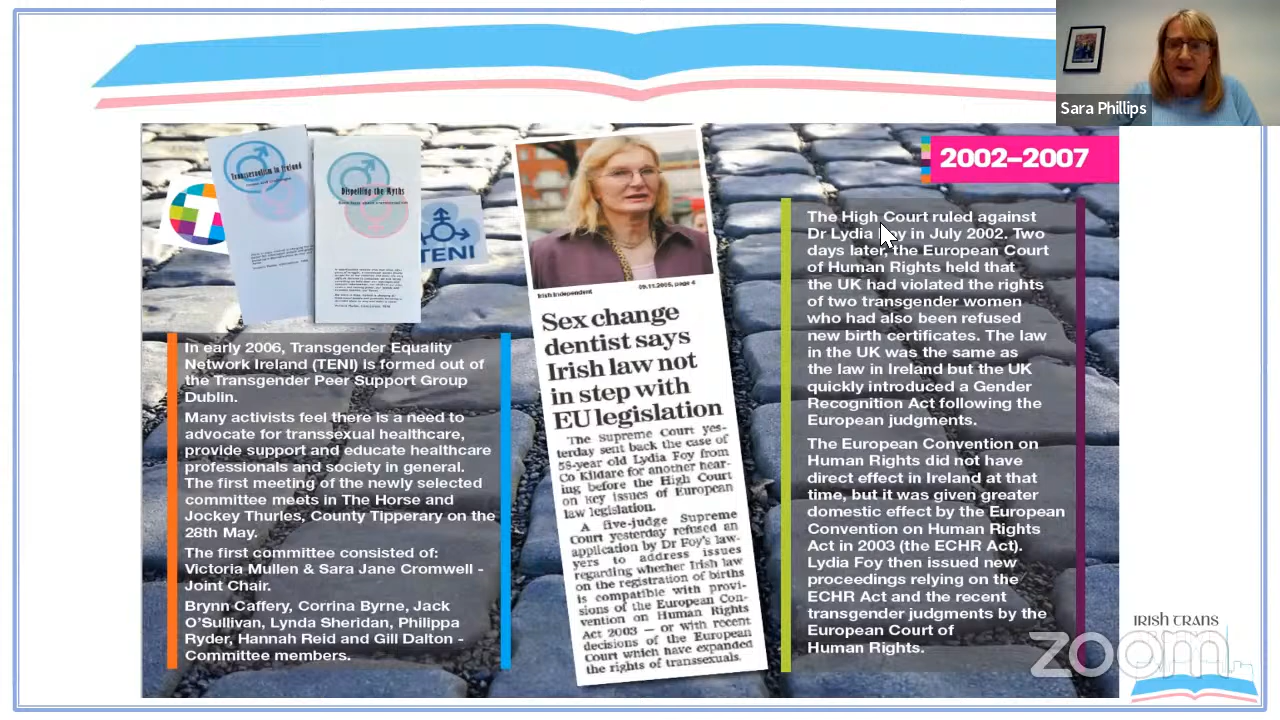 Sara Phillips
2002–2007
Transsexualism in Ireland
Dispelling the Myths
TENI
In early 2006, Transgender Equality
Network Ireland (TENI) is formed out of
the Transgender Peer Support Group
Dublin.
Many activists feel there is a need to
advocate for transsexual healthcare,
provide support and educate healthcare
professionals and society in general.
The first meeting of the newly selected
committee meets in The Horse and
Jockey Thurles, County Tipperary on the
28th May.
The first committee consisted of:
Victoria Mullen & Sara Jane Cromwell -
Joint Chair.
Brynn Caffery, Corrina Byrne, Jack
O'Sullivan, Lynda Sheridan, Philippa
Ryder, Hannah Reid and Gill Dalton -
Committee members.
Irish Independent 09.11.2005, page 4
Sex change
dentist says
Irish law not
in step with
EU legislation
The Supreme Court yes-
terday sent back the case of
58-year old Lydia Foy from
Co Kildare for another hear-
ing before the High Court
on key issues of European
law legislation.
A five-judge Supreme
Court yesterday refused an
application by Dr Foy's law-
yers to address issues
regarding whether Irish law
on the registration of births
is compatible with provi-
sions of the European Con-
vention on Human Rights
Act 2003 — or with recent
decisions of the European
Court which have expanded
the rights of transsexuals.
The High Court ruled against
Dr Lydia Foy in July 2002. Two
days later, the European Court
of Human Rights held that
the UK had violated the rights
of two transgender women
who had also been refused
new birth certificates. The law
in the UK was the same as
the law in Ireland but the UK
quickly introduced a Gender
Recognition Act following the
European judgments.
The European Convention on
Human Rights did not have
direct effect in Ireland at that
time, but it was given greater
domestic effect by the European
Convention on Human Rights
Act in 2003 (the ECHR Act).
Lydia Foy then issued new
proceedings relying on the
ECHR Act and the recent
transgender judgments by the
European Court of
Human Rights.
IRISH TRANS
zoom